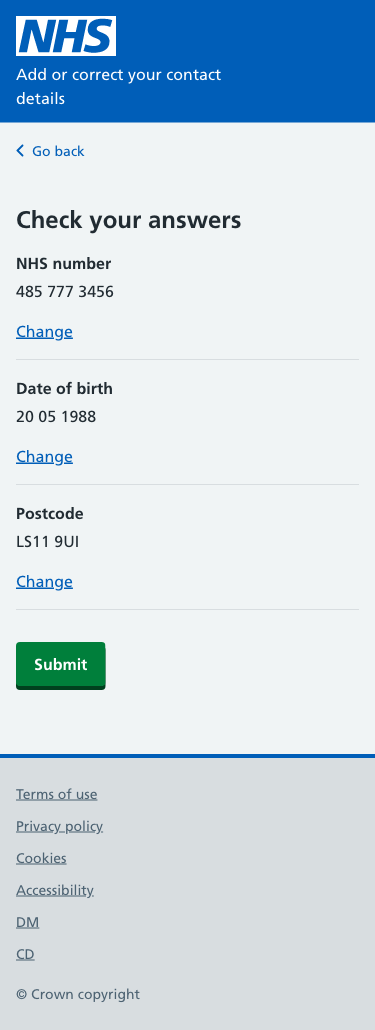 NHS
Add or correct your contact
details
Go back
Check your answers
NHS number
485 777 3456
Change
Date of birth
20 05 1988
Change
Postcode
LS11 9UI
Change
Submit
Terms of use
Privacy policy
Cookies
Accessibility
DM
CD
© Crown copyright